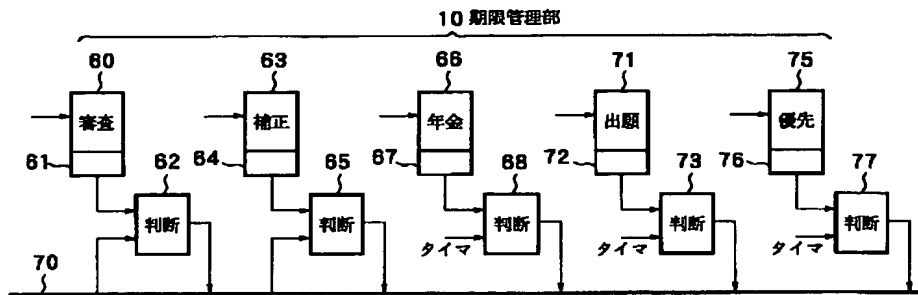 10 期限管理部
60 63 66 71 75
審査 補正 年金 出願 優先
61 62 64 65 67 68 72 73 76 77
判断 判断 判断 判断 判断
タイマ タイマ タイマ
70